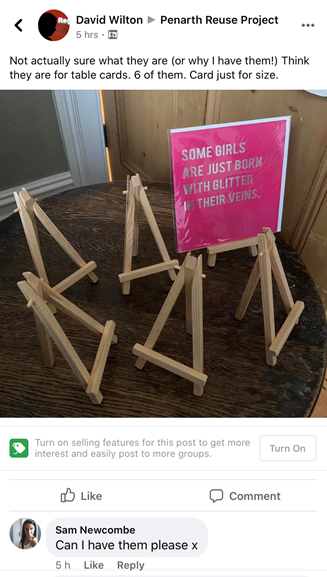 David Wilton ▶ Penarth Reuse Project
5 hrs ·
Not actually sure what they are (or why I have them!) Think
they are for table cards. 6 of them. Card just for size.
SOME GIRLS
ARE JUST BORN
WITH GLITTER
IN THEIR VEINS.
Turn on selling features for this post to get more
interest and easily post to more groups.
Turn On
Like
Comment
Sam Newcombe
Can I have them please x
5 h Like Reply